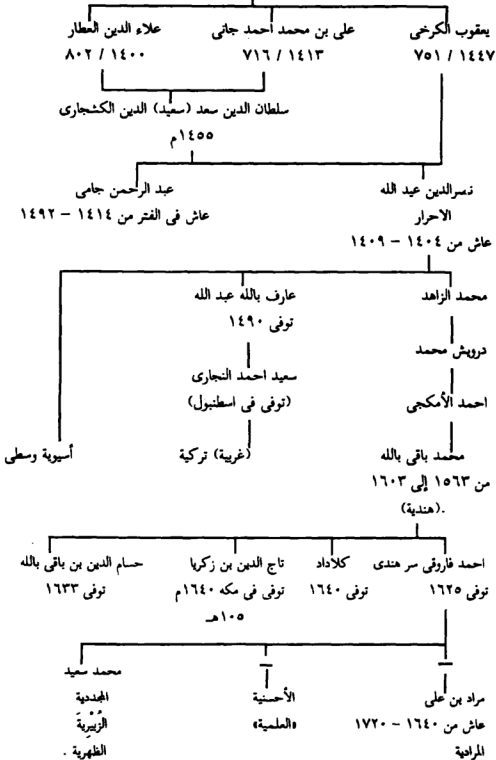 يعقوب الكرخى
١٤٤٧ / ٧٥١
على بن محمد احمد جانى
١٤١٣ / ٧١٦
علاء الدين العطار
١٤٠٠ / ٨٠٢
سلطان الدين سعد (سعيد) الدين الكشجارى
١٤٥٥م
نسرالدين عيد الله
الاحرار
عاش من ١٤٠٤ – ١٤٠٩
عبد الرحمن جامى
عاش فى الفتر من ١٤١٤ – ١٤٩٢
محمد الزاهد
عارف بالله عبد الله
توفى ١٤٩٠
درويش محمد
سعيد احمد النجارى
(توفى فى اسطنبول)
احمد الأمكجى
محمد باقى بالله
من ١٥٦٣ إلى ١٦٠٣
(هندية).
(غربية) تركية
أسيوية وسطى
احمد فاروقى سر هندى
توفى ١٦٢٥
كلاداد
توفى ١٦٤٠
تاج الدين بن زكريا
توفى فى مكه ١٦٤٠م
١٠٥هـ
حسام الدين بن باقى بالله
توفى ١٦٣٣
مراد بن على
عاش من ١٦٤٠ – ١٧٢٠
المرادية
الأحسنية
«العلمية»
محمد سعيد
المجددية
الزُبيْرِيةَ
الظهرية .